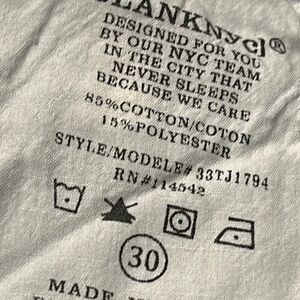 BLANKNYC®
DESIGNED FOR YOU
BY OUR NYC TEAM
IN THE CITY THAT
NEVER SLEEPS
BECAUSE WE CARE
85%COTTON/COTON
15%POLYESTER
STYLE/MODELE# 33TJ1794
RN#114542
30
MADE